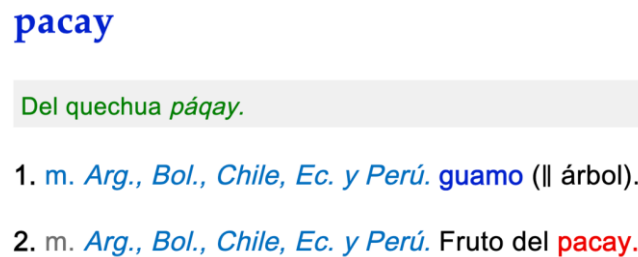 pacay
Del quechua páqay.
1. m. Arg., Bol., Chile, Ec. y Perú. guamo (‖ árbol).
2. m. Arg., Bol., Chile, Ec. y Perú. Fruto del pacay.